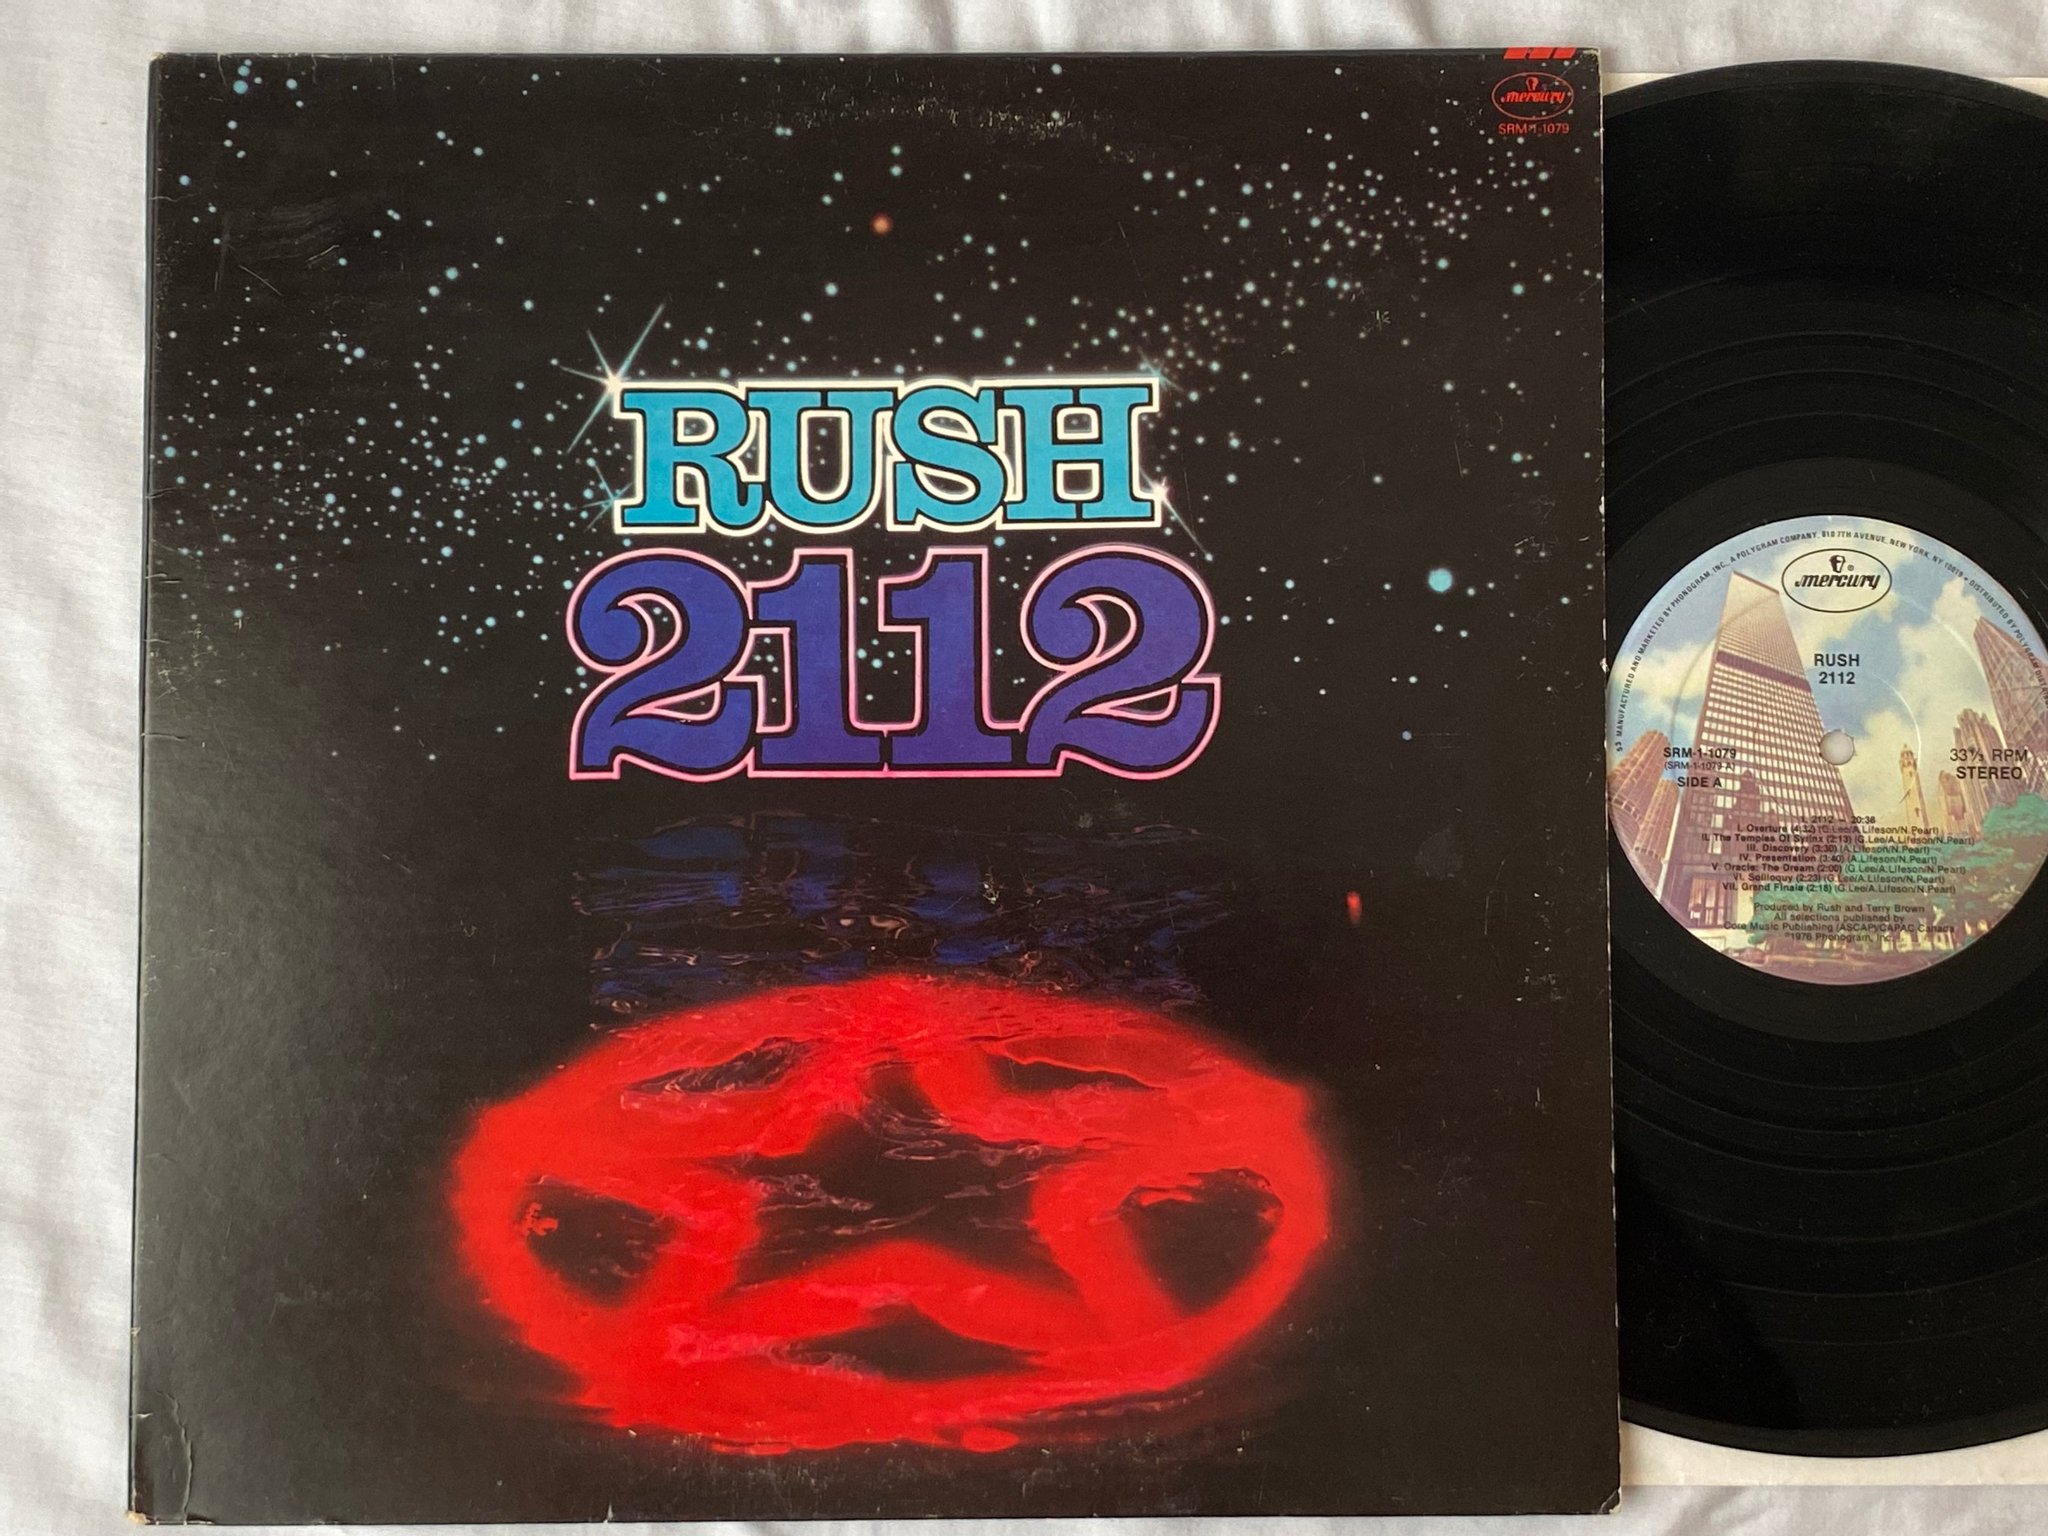 mercury
SRM-1-1079
RUSH
2112
53 MANUFACTURED AND MARKETED BY PHONOGRAM, INC., A POLYGRAM COMPANY, 810 7TH AVENUE, NEW YORK, NY 10019 • DISTRIBUTED BY POLYGRAM
mercury®
RUSH
2112
SRM-1-1079
(SRM-1-1079-A)
SIDE A
33⅓ RPM
STEREO
1. 2112 – 20:38
I. Overture (4:32) (G.Lee/A.Lifeson/N.Peart)
II. The Temples Of Syrinx (2:13) (G.Lee/A.Lifeson/N.Peart)
III. Discovery (3:30) (A.Lifeson/N.Peart)
IV. Presentation (3:40) (A.Lifeson/N.Peart)
V. Oracle: The Dream (2:00) (G.Lee/A.Lifeson/N.Peart)
VI. Soliloquy (2:23) (G.Lee/A.Lifeson/N.Peart)
VII. Grand Finale (2:18) (G.Lee/A.Lifeson/N.Peart)
Produced by Rush and Terry Brown
All selections published by
Core Music Publishing (ASCAP)/CAPAC Canada
℗1976 Phonogram, Inc.